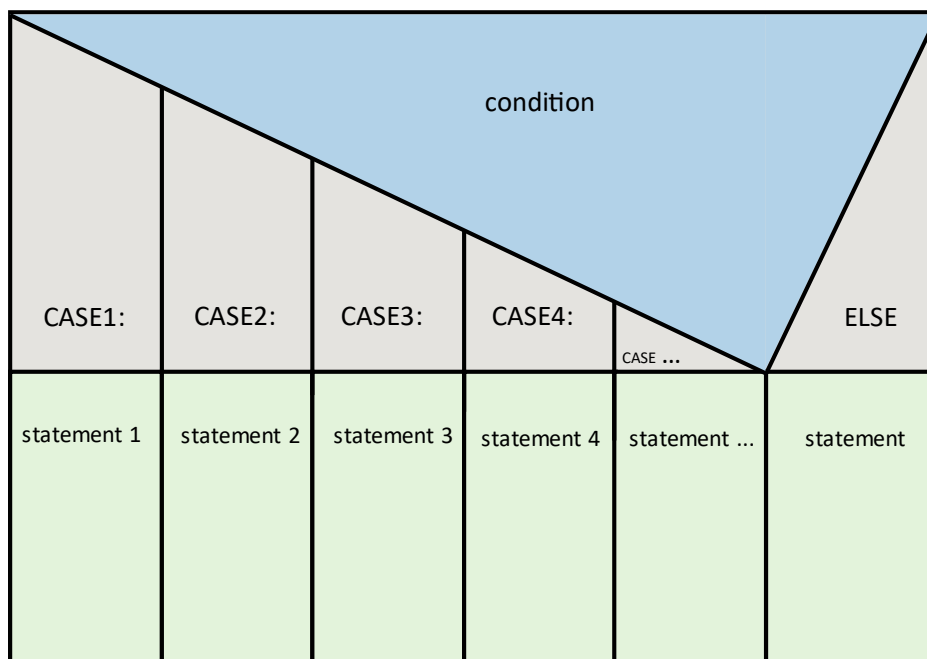 condition
CASE1: CASE2: CASE3: CASE4: CASE ... ELSE
statement 1 statement 2 statement 3 statement 4 statement ... statement